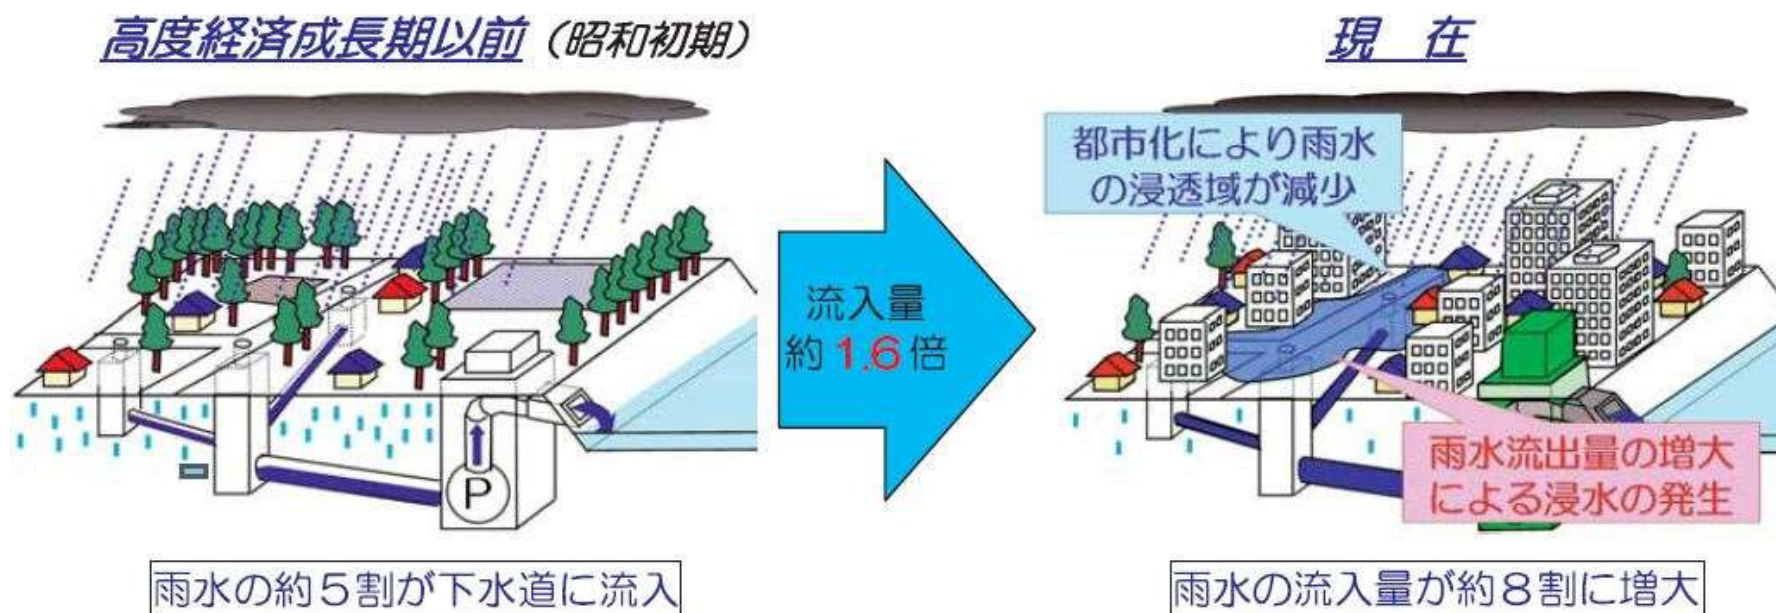 高度経済成長期以前（昭和初期）
現 在
都市化により雨水
の浸透域が減少
流入量
約1.6倍
P
雨水流出量の増大
による浸水の発生
雨水の約５割が下水道に流入
雨水の流入量が約８割に増大